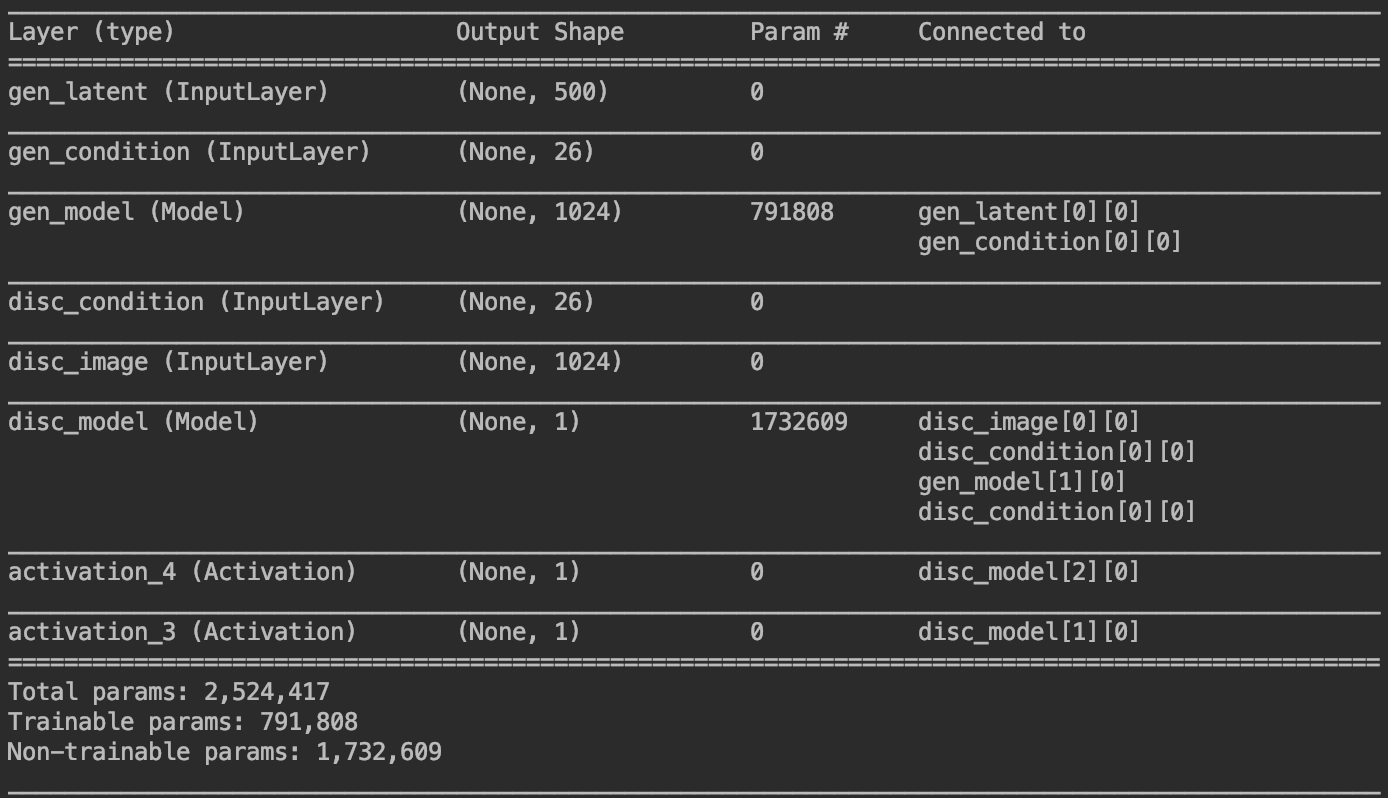 Layer (type) Output Shape Param # Connected to
gen_latent (InputLayer) (None, 500) 0
gen_condition (InputLayer) (None, 26) 0
gen_model (Model) (None, 1024) 791808 gen_latent[0][0]
gen_condition[0][0]
disc_condition (InputLayer) (None, 26) 0
disc_image (InputLayer) (None, 1024) 0
disc_model (Model) (None, 1) 1732609 disc_image[0][0]
disc_condition[0][0]
gen_model[1][0]
disc_condition[0][0]
activation_4 (Activation) (None, 1) 0 disc_model[2][0]
activation_3 (Activation) (None, 1) 0 disc_model[1][0]
Total params: 2,524,417
Trainable params: 791,808
Non-trainable params: 1,732,609